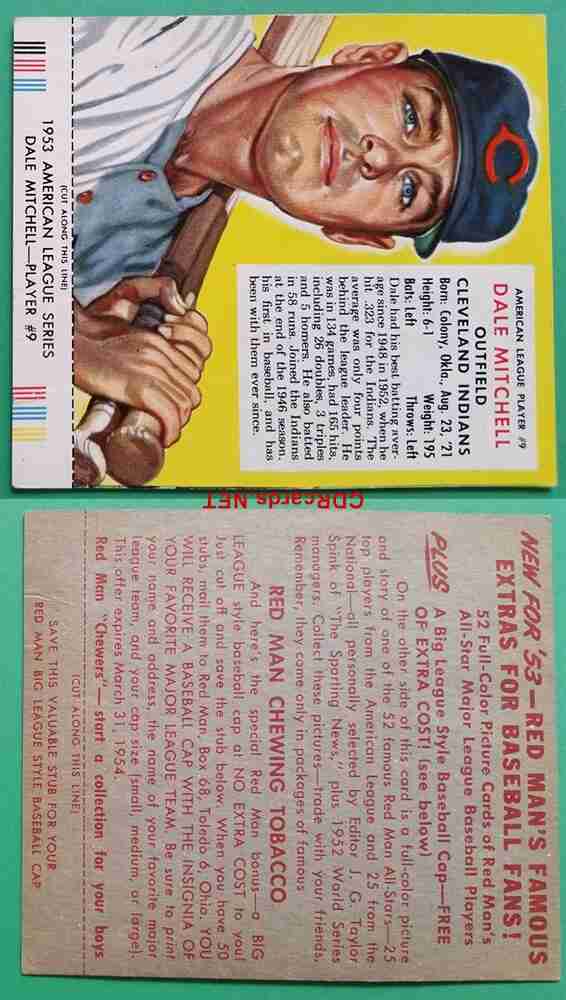 AMERICAN LEAGUE PLAYER #9
DALE MITCHELL
OUTFIELD
CLEVELAND INDIANS
Born: Colony, Okla., Aug. 23, '21
Height: 6-1 Weight: 195
Bats: Left Throws: Left
Dale had his best batting aver-
age since 1948 in 1952, when he
hit .323 for the Indians. The
average was only four points
behind the league leader. He
was in 134 games, had 165 hits,
including 26 doubles, 3 triples
and 5 homers. He also batted
in 58 runs. Joined the Indians
at the end of the 1946 season,
his first in baseball, and has
been with them ever since.
C
(CUT ALONG THIS LINE)
1953 AMERICAN LEAGUE SERIES
DALE MITCHELL—PLAYER #9
CDRcards.NET
NEW FOR '53—RED MAN'S FAMOUS
EXTRAS FOR BASEBALL FANS!
52 Full-Color Picture Cards of Red Man's
All-Star Major League Baseball Players
PLUS A Big League Style Baseball Cap—FREE
OF EXTRA COST! (see below)
On the other side of this card is a full-color picture
and story of one of the 52 famous Red Man All-Stars—25
top players from the American League and 25 from the
National—all personally selected by Editor J. G. Taylor
Spink of "The Sporting News," plus 1952 World Series
managers. Collect these pictures—trade with your friends.
Remember, they come only in packages of famous
RED MAN CHEWING TOBACCO
And here's the special Red Man bonus—a BIG
LEAGUE style baseball cap at NO EXTRA COST to you!
Just cut off and save the stub below. When you have 50
stubs, mail them to Red Man, Box 68, Toledo 6, Ohio, YOU
WILL RECEIVE A BASEBALL CAP WITH THE INSIGNIA OF
YOUR FAVORITE MAJOR LEAGUE TEAM. Be sure to print
your name and address, the name of your favorite major
league team, and your cap size (small, medium, or large).
This offer expires March 31, 1954.
Red Man "Chewers"—start a collection for your boys
(CUT ALONG THIS LINE)
SAVE THIS VALUABLE STUB FOR YOUR
RED MAN BIG LEAGUE STYLE BASEBALL CAP